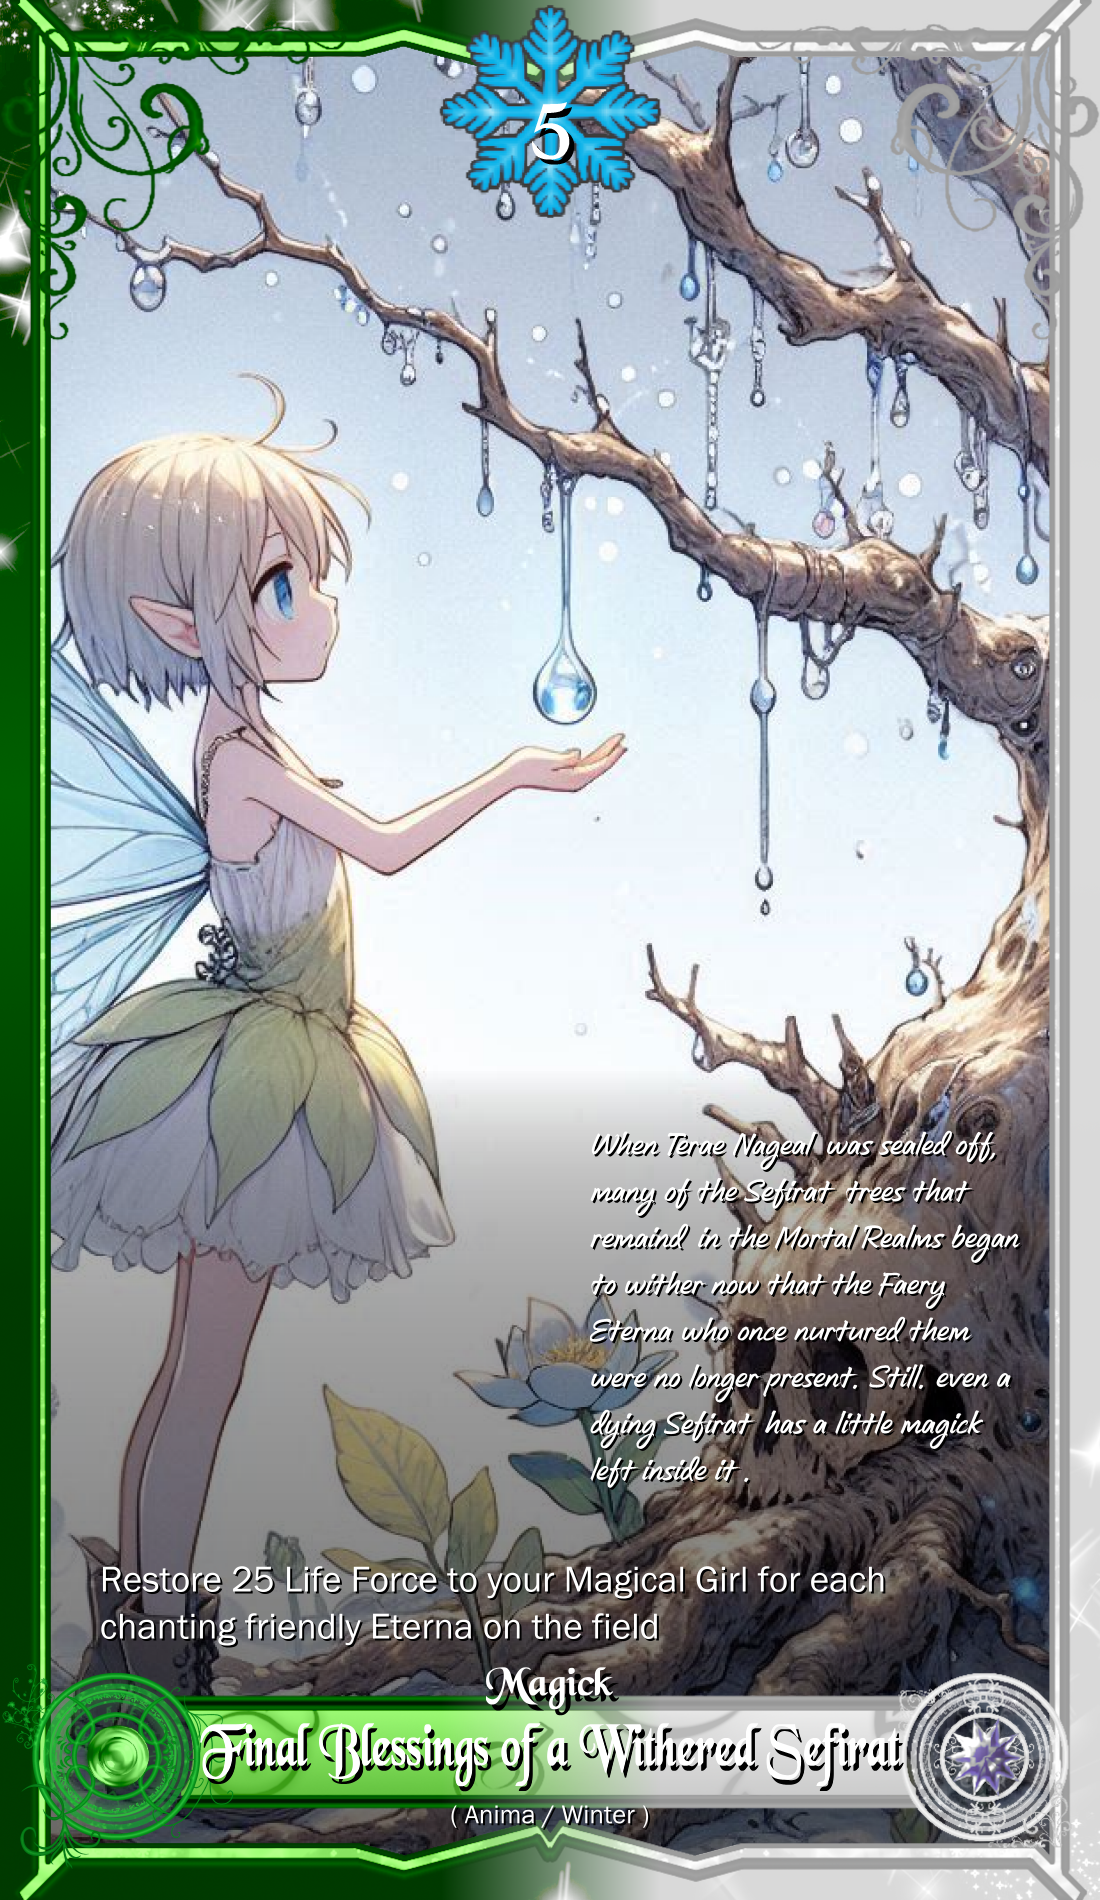 5
When Terae Nageal was sealed off,
many of the Sefirat trees that
remaind in the Mortal Realms began
to wither now that the Faery
Eterna who once nurtured them
were no longer present. Still, even a
dying Sefirat has a little magick
left inside it .
Restore 25 Life Force to your Magical Girl for each
chanting friendly Eterna on the field
Magick
Final Blessings of a Withered Sefirat
( Anima / Winter )